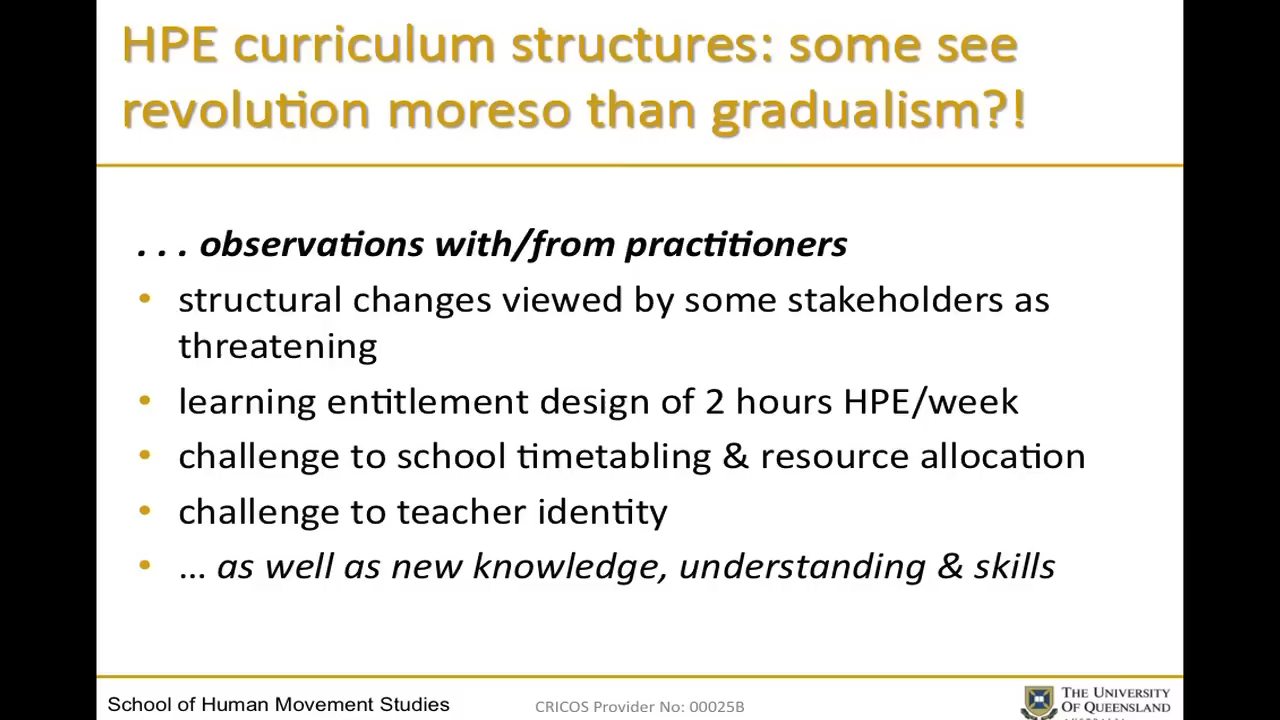 HPE curriculum structures: some see
revolution moreso than gradualism?!
. . . observations with/from practitioners
• structural changes viewed by some stakeholders as
threatening
• learning entitlement design of 2 hours HPE/week
• challenge to school timetabling & resource allocation
• challenge to teacher identity
• ... as well as new knowledge, understanding & skills
School of Human Movement Studies
CRICOS Provider No: 00025B
THE UNIVERSITY
OF QUEENSLAND